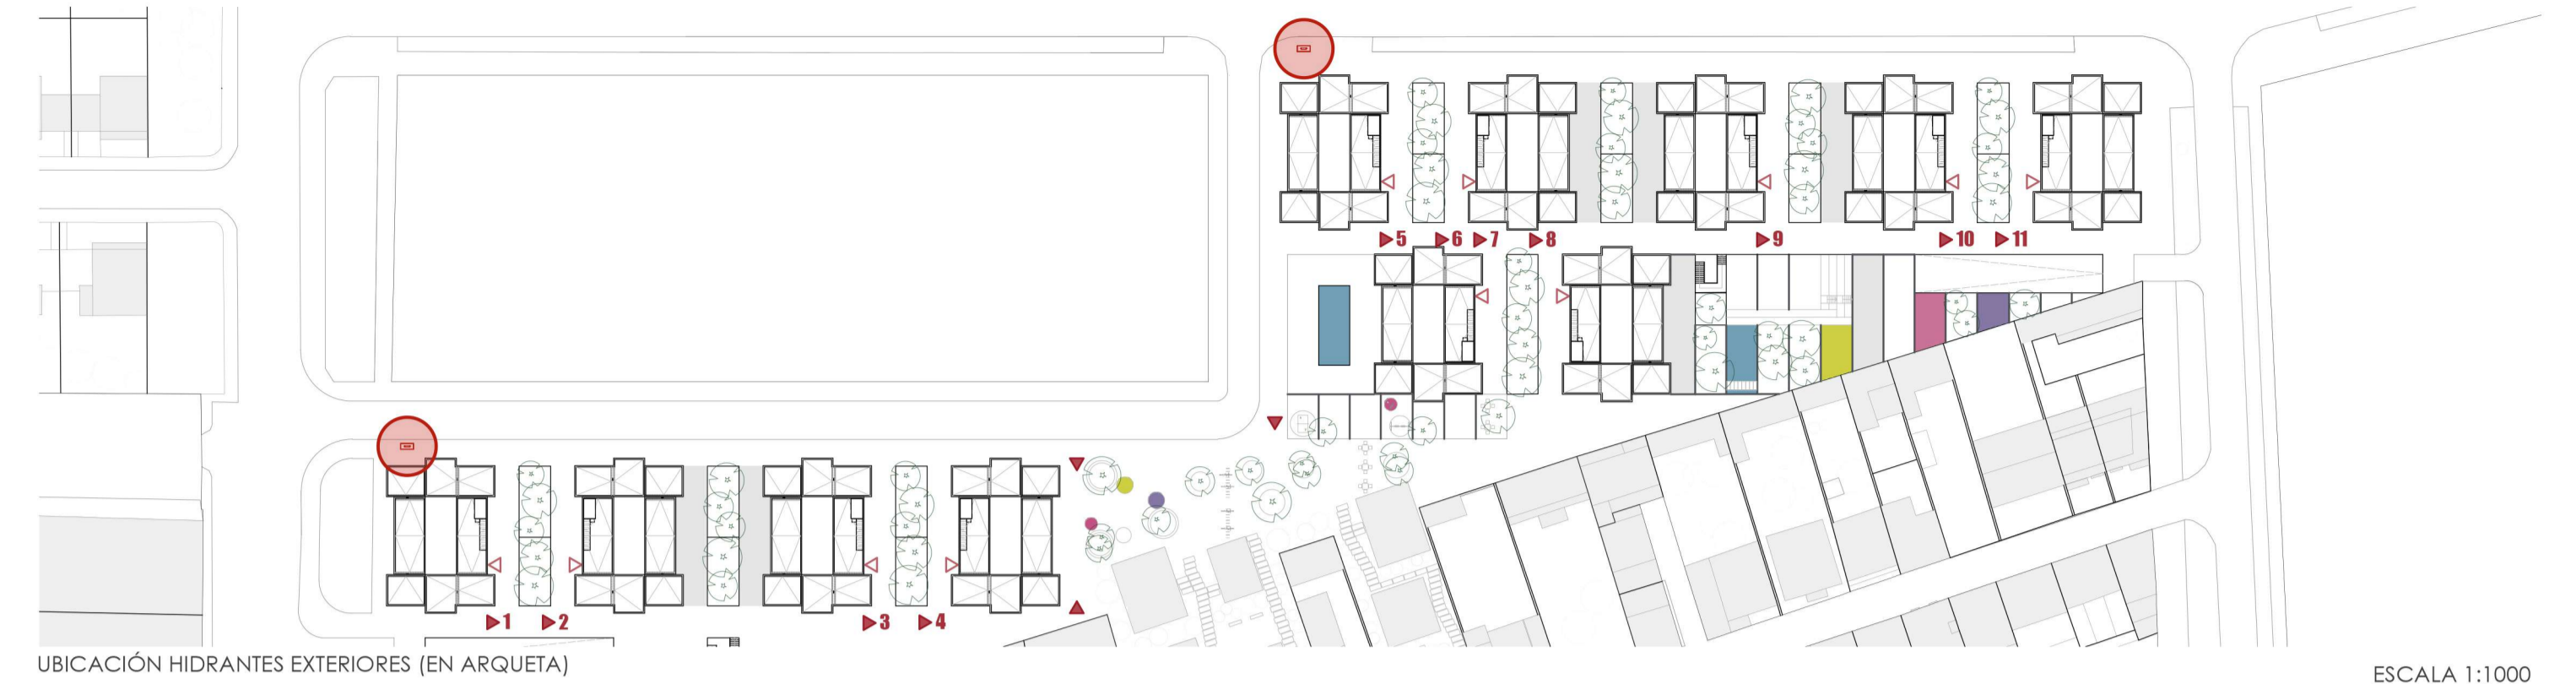 5 6 7 8 9 10 11
1 2 3 4
UBICACIÓN HIDRANTES EXTERIORES (EN ARQUETA)
ESCALA 1:1000